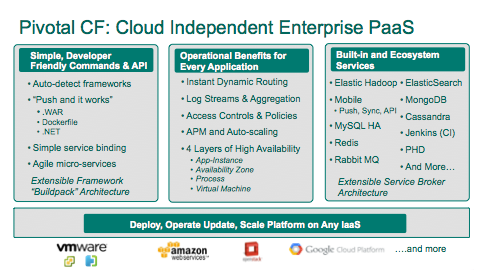 Pivotal CF: Cloud Independent Enterprise PaaS
Simple, Developer
Friendly Commands & API
• Auto-detect frameworks
• "Push and it works"
• .WAR
• Dockerfile
• .NET
• Simple service binding
• Agile micro-services
Extensible Framework
"Buildpack" Architecture
Operational Benefits for
Every Application
• Instant Dynamic Routing
• Log Streams & Aggregation
• Access Controls & Policies
• APM and Auto-scaling
• 4 Layers of High Availability
• App-Instance
• Availability Zone
• Process
• Virtual Machine
Built-In and Ecosystem
Services
• Elastic Hadoop
• Mobile
• Push, Sync, API
• MySQL HA
• Redis
• Rabbit MQ
• ElasticSearch
• MongoDB
• Cassandra
• Jenkins (CI)
• PHD
• And More…
Extensible Service Broker
Architecture
Deploy, Operate Update, Scale Platform on Any IaaS
vmware
amazon
webservices™
openstack
Google Cloud Platform
….and more